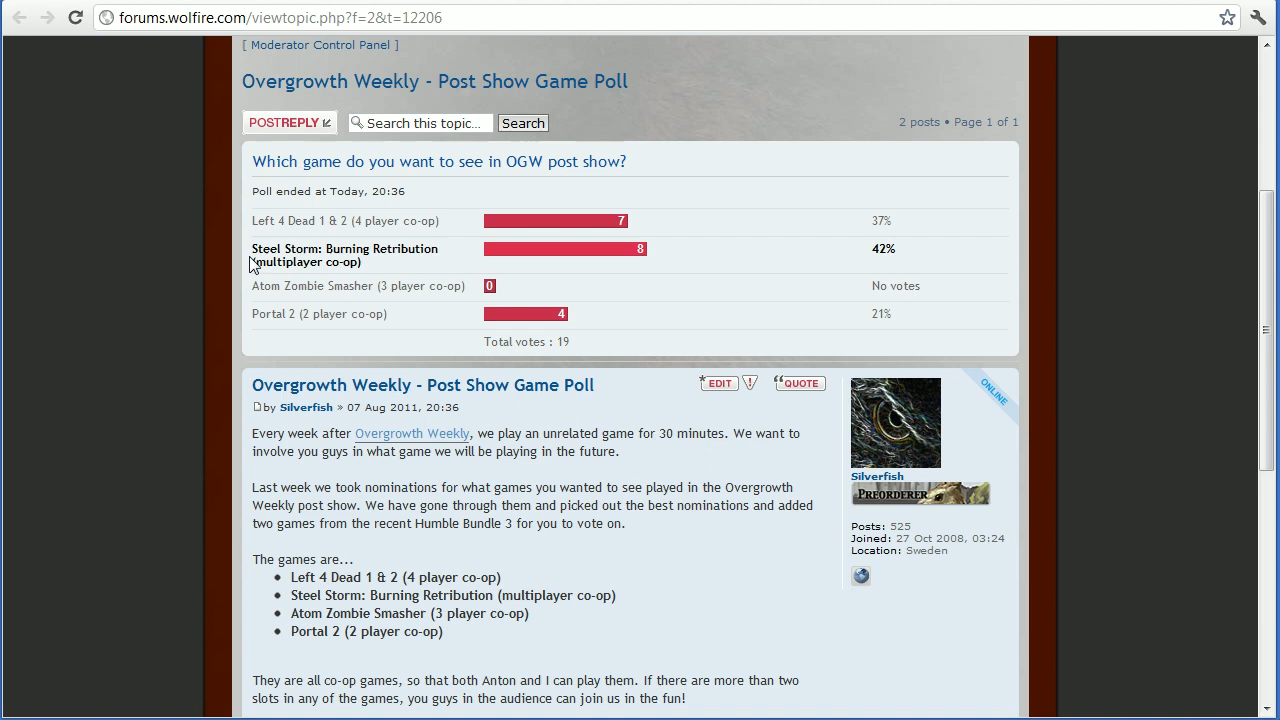 forums.wolfire.com/viewtopic.php?f=2&t=12206
[ Moderator Control Panel ]
Overgrowth Weekly - Post Show Game Poll
POSTREPLY
Search this topic...
Search
2 posts • Page 1 of 1
Which game do you want to see in OGW post show?
Poll ended at Today, 20:36
Left 4 Dead 1 & 2 (4 player co-op) 7 37%
Steel Storm: Burning Retribution
(multiplayer co-op) 8 42%
Atom Zombie Smasher (3 player co-op) 0 No votes
Portal 2 (2 player co-op) 4 21%
Total votes : 19
Overgrowth Weekly - Post Show Game Poll
* EDIT ! “ QUOTE
ONLINE
by Silverfish » 07 Aug 2011, 20:36
Every week after Overgrowth Weekly, we play an unrelated game for 30 minutes. We want to
involve you guys in what game we will be playing in the future.
Last week we took nominations for what games you wanted to see played in the Overgrowth
Weekly post show. We have gone through them and picked out the best nominations and added
two games from the recent Humble Bundle 3 for you to vote on.
The games are...
• Left 4 Dead 1 & 2 (4 player co-op)
• Steel Storm: Burning Retribution (multiplayer co-op)
• Atom Zombie Smasher (3 player co-op)
• Portal 2 (2 player co-op)
They are all co-op games, so that both Anton and I can play them. If there are more than two
slots in any of the games, you guys in the audience can join us in the fun!
Silverfish
PREORDERER
Posts: 525
Joined: 27 Oct 2008, 03:24
Location: Sweden